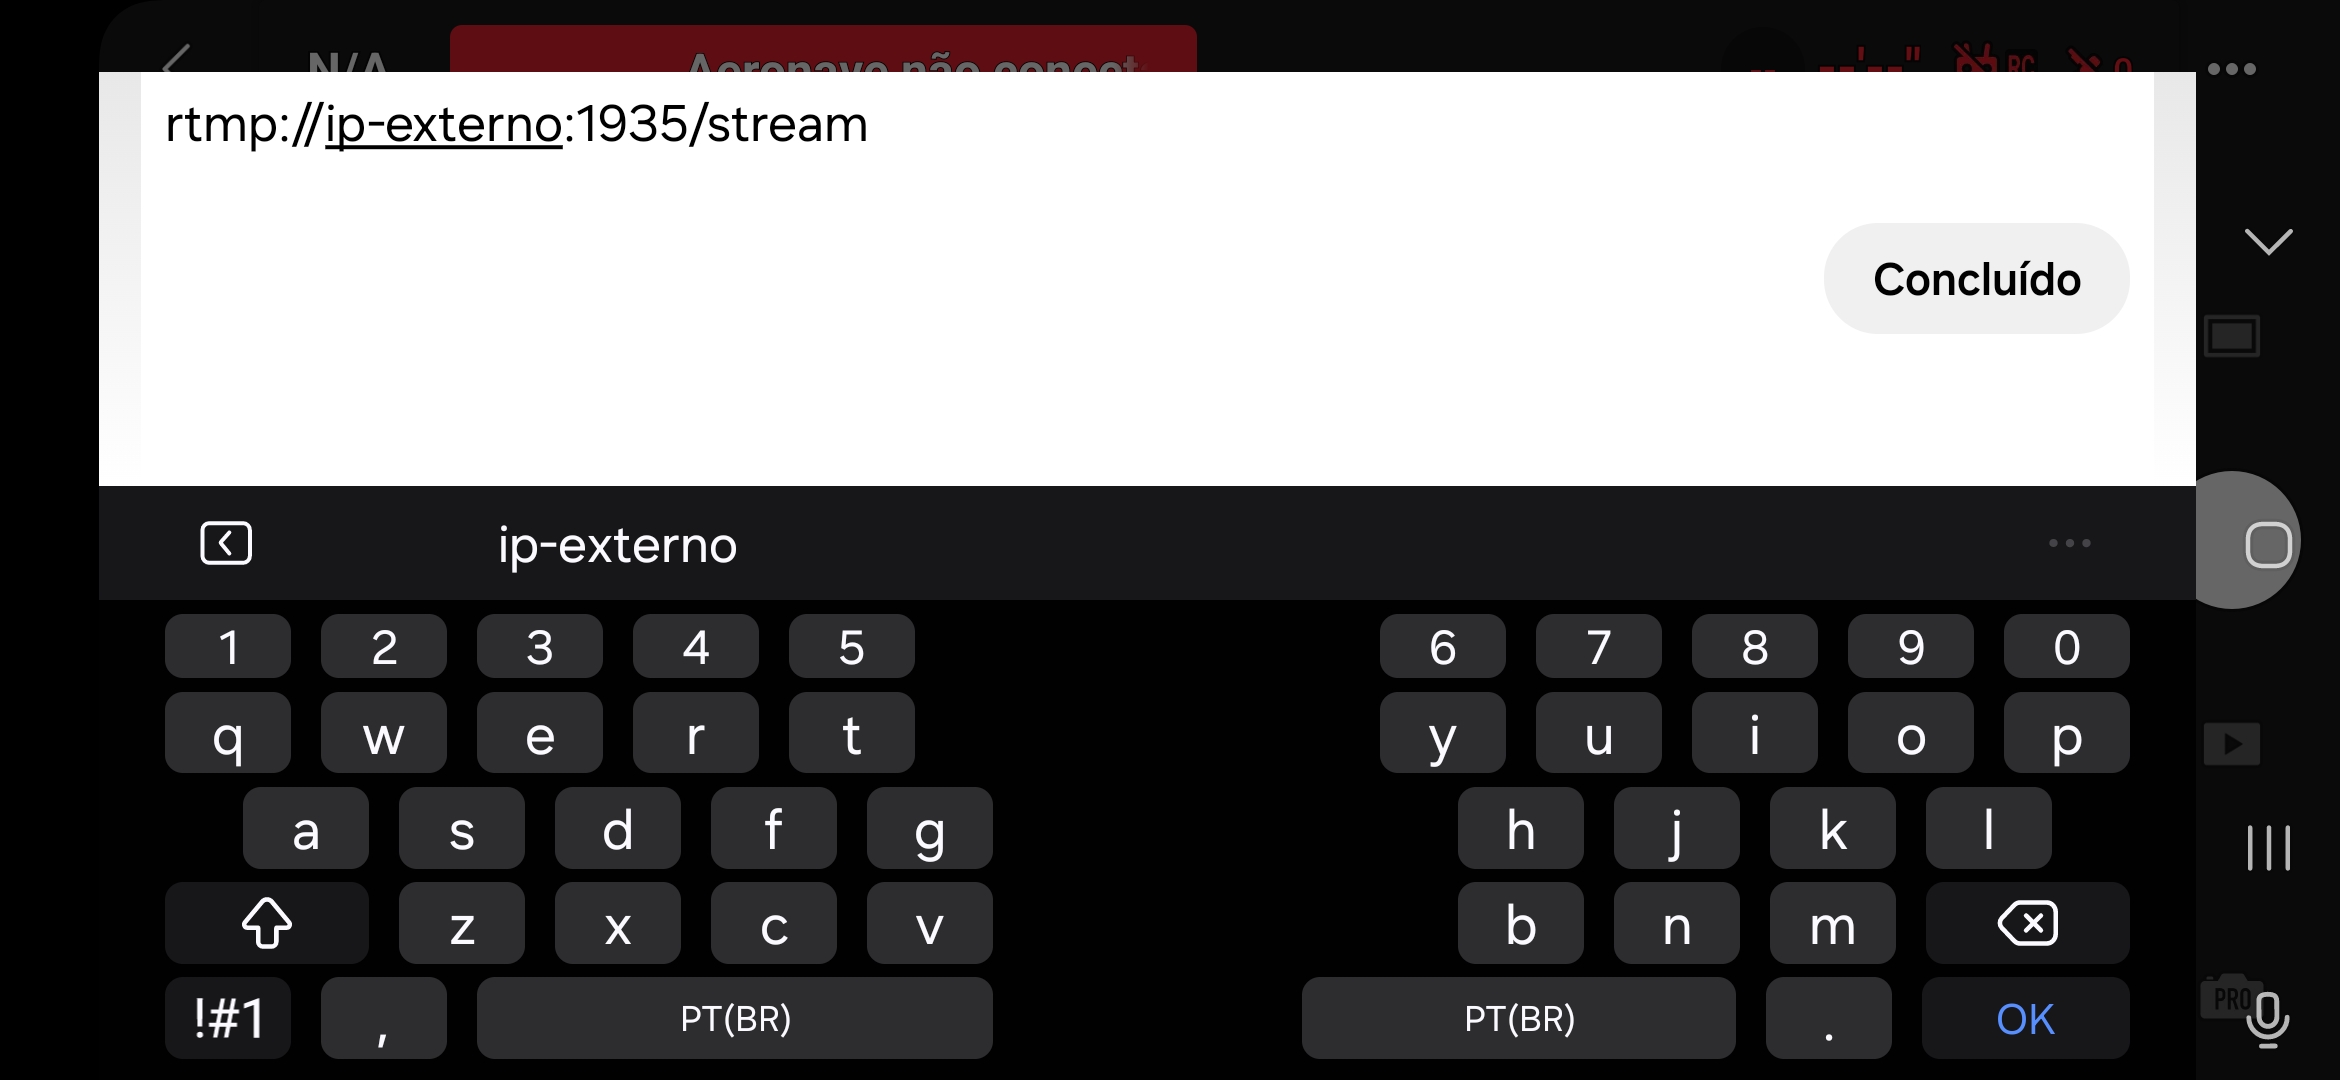 N/A
Aeronave não conect
--'--"
RC
rtmp://ip-externo:1935/stream
Concluído
ip-externo
1 2 3 4 5 6 7 8 9 0
q w e r t y u i o p
a s d f g h j k l
z x c v b n m
!#1 , PT(BR) PT(BR) . OK
PRO